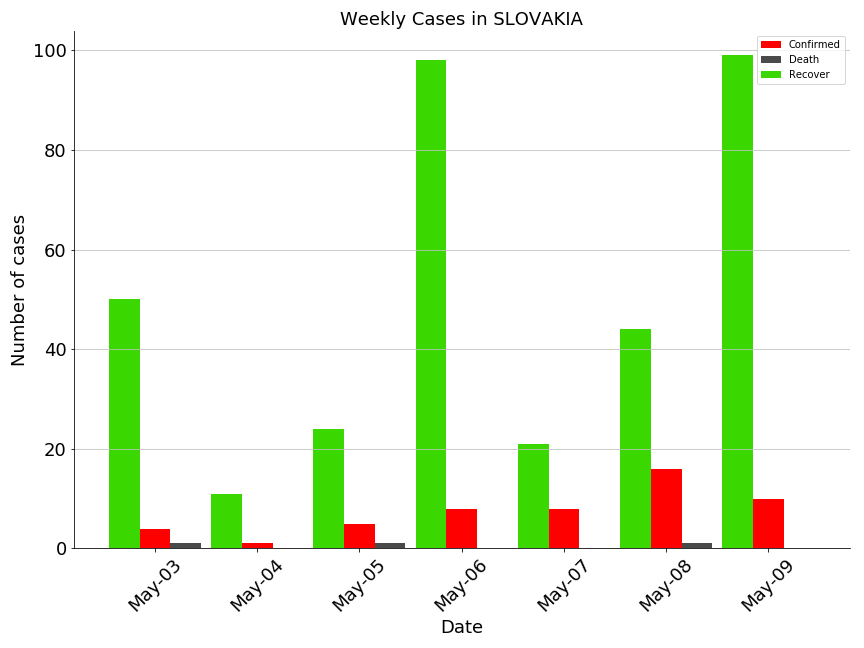 Weekly Cases in SLOVAKIA
Confirmed
Death
Recover
Number of cases
100
80
60
40
20
0
May-03
May-04
May-05
May-06
May-07
May-08
May-09
Date